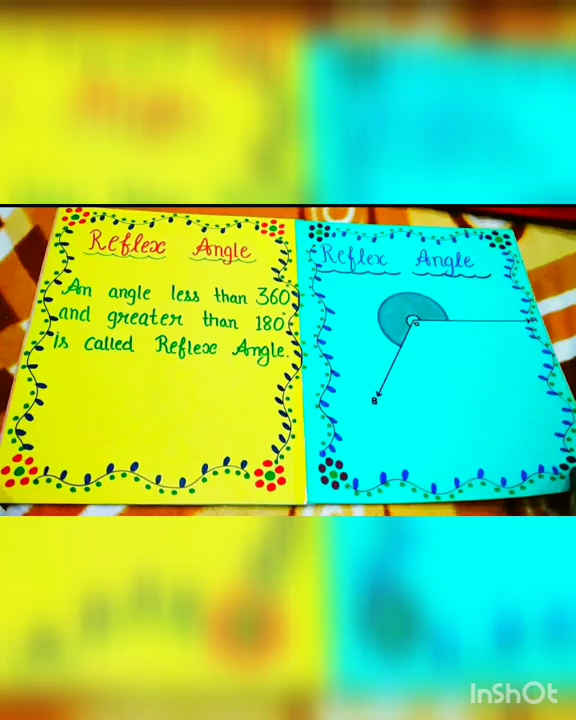 Reflex Angle
An angle less than 360
and greater than 180
is called Reflex Angle.
Reflex Angle
B
InShOt